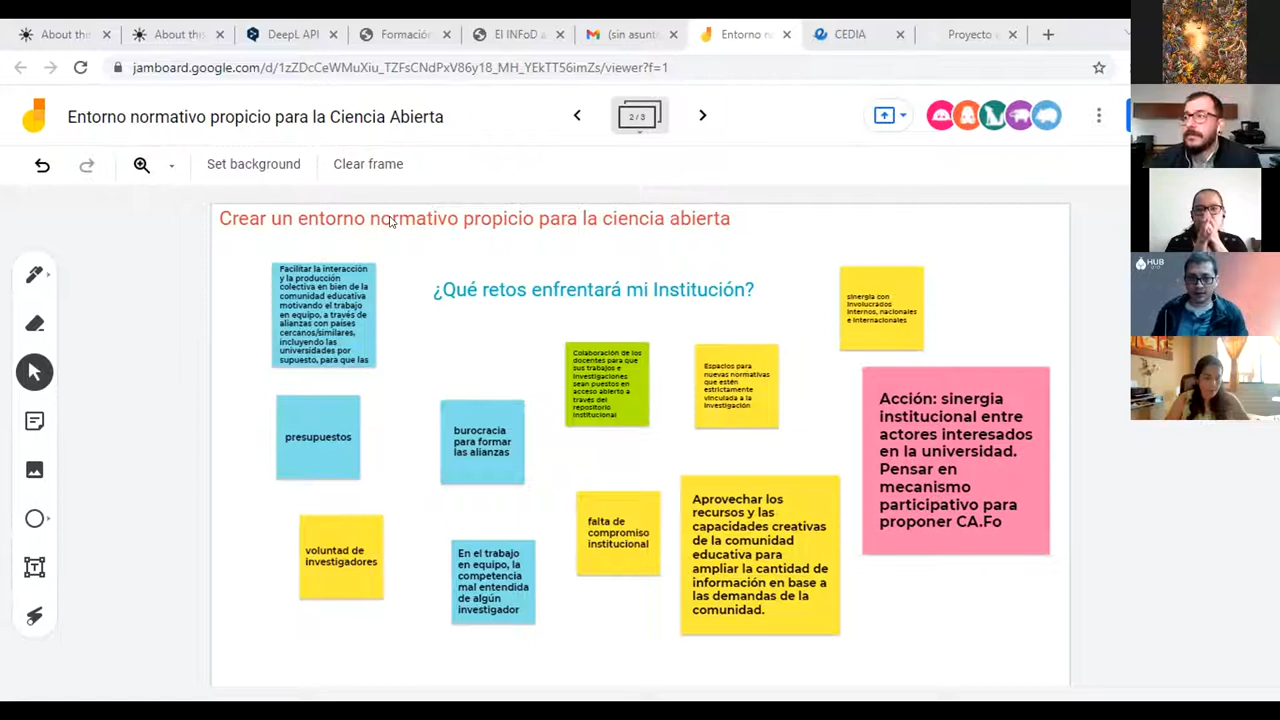 About this
About this
DeepL API
Formación
El INFoD a
(sin asunt
Entorno n
CEDIA
Proyecto
jamboard.google.com/d/1zZDcCeWMuXiu_TZFsCNdPxV86y18_MH_YEkTT56imZs/viewer?f=1
Entorno normativo propicio para la Ciencia Abierta
2/3
Set background
Clear frame
Crear un entorno normativo propicio para la ciencia abierta
¿Qué retos enfrentará mi Institución?
Facilitar la interacción
y la producción
colectiva en bien de la
comunidad educativa
motivando el trabajo
en equipo, a través de
alianzas con países
cercanos/similares,
incluyendo las
universidades por
supuesto, para que las
sinergia con
involucrados
internos, nacionales
e internacionales
Colaboración de los
docentes para que
sus trabajos e
investigaciones
sean puestos en
acceso abierto a
través del
repositorio
institucional
Espacios para
nuevas normativas
que estén
estrictamente
vinculada a la
investigación
presupuestos
burocracia
para formar
las alianzas
Acción: sinergia
institucional entre
actores interesados
en la universidad.
Pensar en
mecanismo
participativo para
proponer CA.Fo
voluntad de
investigadores
En el trabajo
en equipo, la
competencia
mal entendida
de algún
investigador
falta de
compromiso
institucional
Aprovechar los
recursos y las
capacidades creativas
de la comunidad
educativa para
ampliar la cantidad de
información en base a
las demandas de la
comunidad.
HUB